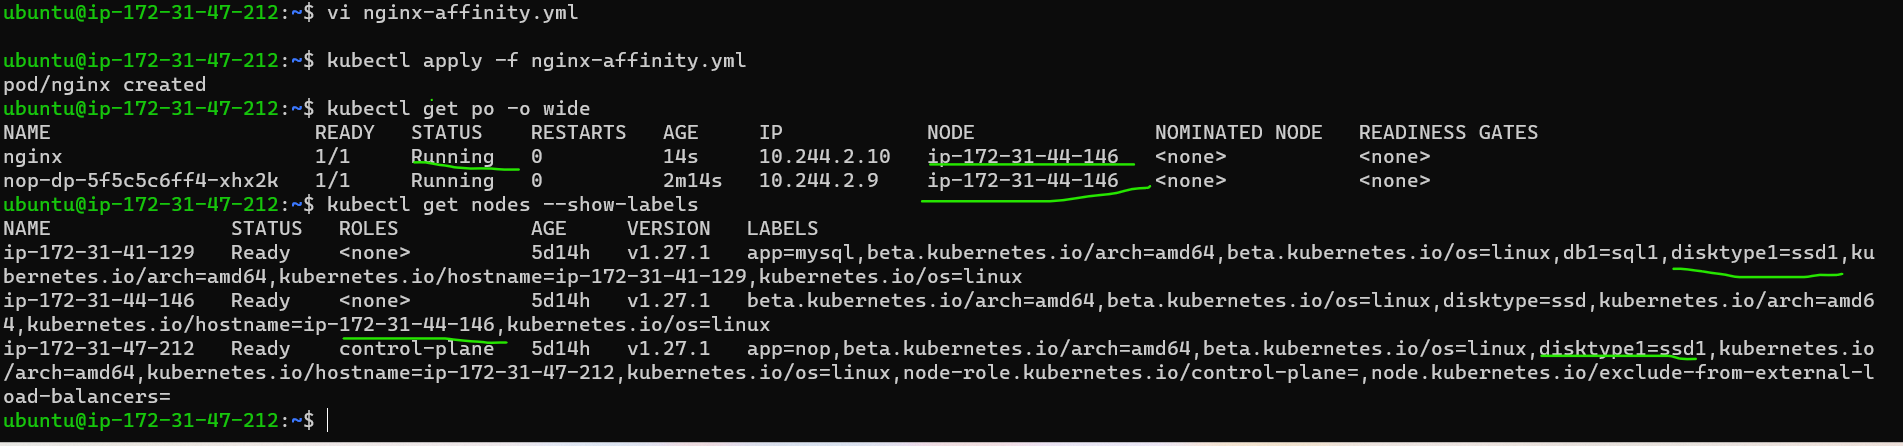 ubuntu@ip-172-31-47-212:~$ vi nginx-affinity.yml
ubuntu@ip-172-31-47-212:~$ kubectl apply -f nginx-affinity.yml
pod/nginx created
ubuntu@ip-172-31-47-212:~$ kubectl get po -o wide
NAME READY STATUS RESTARTS AGE IP NODE NOMINATED NODE READINESS GATES
nginx 1/1 Running 0 14s 10.244.2.10 ip-172-31-44-146 <none> <none>
nop-dp-5f5c5c6ff4-xhx2k 1/1 Running 0 2m14s 10.244.2.9 ip-172-31-44-146 <none> <none>
ubuntu@ip-172-31-47-212:~$ kubectl get nodes --show-labels
NAME STATUS ROLES AGE VERSION LABELS
ip-172-31-41-129 Ready <none> 5d14h v1.27.1 app=mysql,beta.kubernetes.io/arch=amd64,beta.kubernetes.io/os=linux,db1=sql1,disktype1=ssd1,ku
bernetes.io/arch=amd64,kubernetes.io/hostname=ip-172-31-41-129,kubernetes.io/os=linux
ip-172-31-44-146 Ready <none> 5d14h v1.27.1 beta.kubernetes.io/arch=amd64,beta.kubernetes.io/os=linux,disktype=ssd,kubernetes.io/arch=amd6
4,kubernetes.io/hostname=ip-172-31-44-146,kubernetes.io/os=linux
ip-172-31-47-212 Ready control-plane 5d14h v1.27.1 app=nop,beta.kubernetes.io/arch=amd64,beta.kubernetes.io/os=linux,disktype1=ssd1,kubernetes.io
/arch=amd64,kubernetes.io/hostname=ip-172-31-47-212,kubernetes.io/os=linux,node-role.kubernetes.io/control-plane=,node.kubernetes.io/exclude-from-external-l
oad-balancers=
ubuntu@ip-172-31-47-212:~$